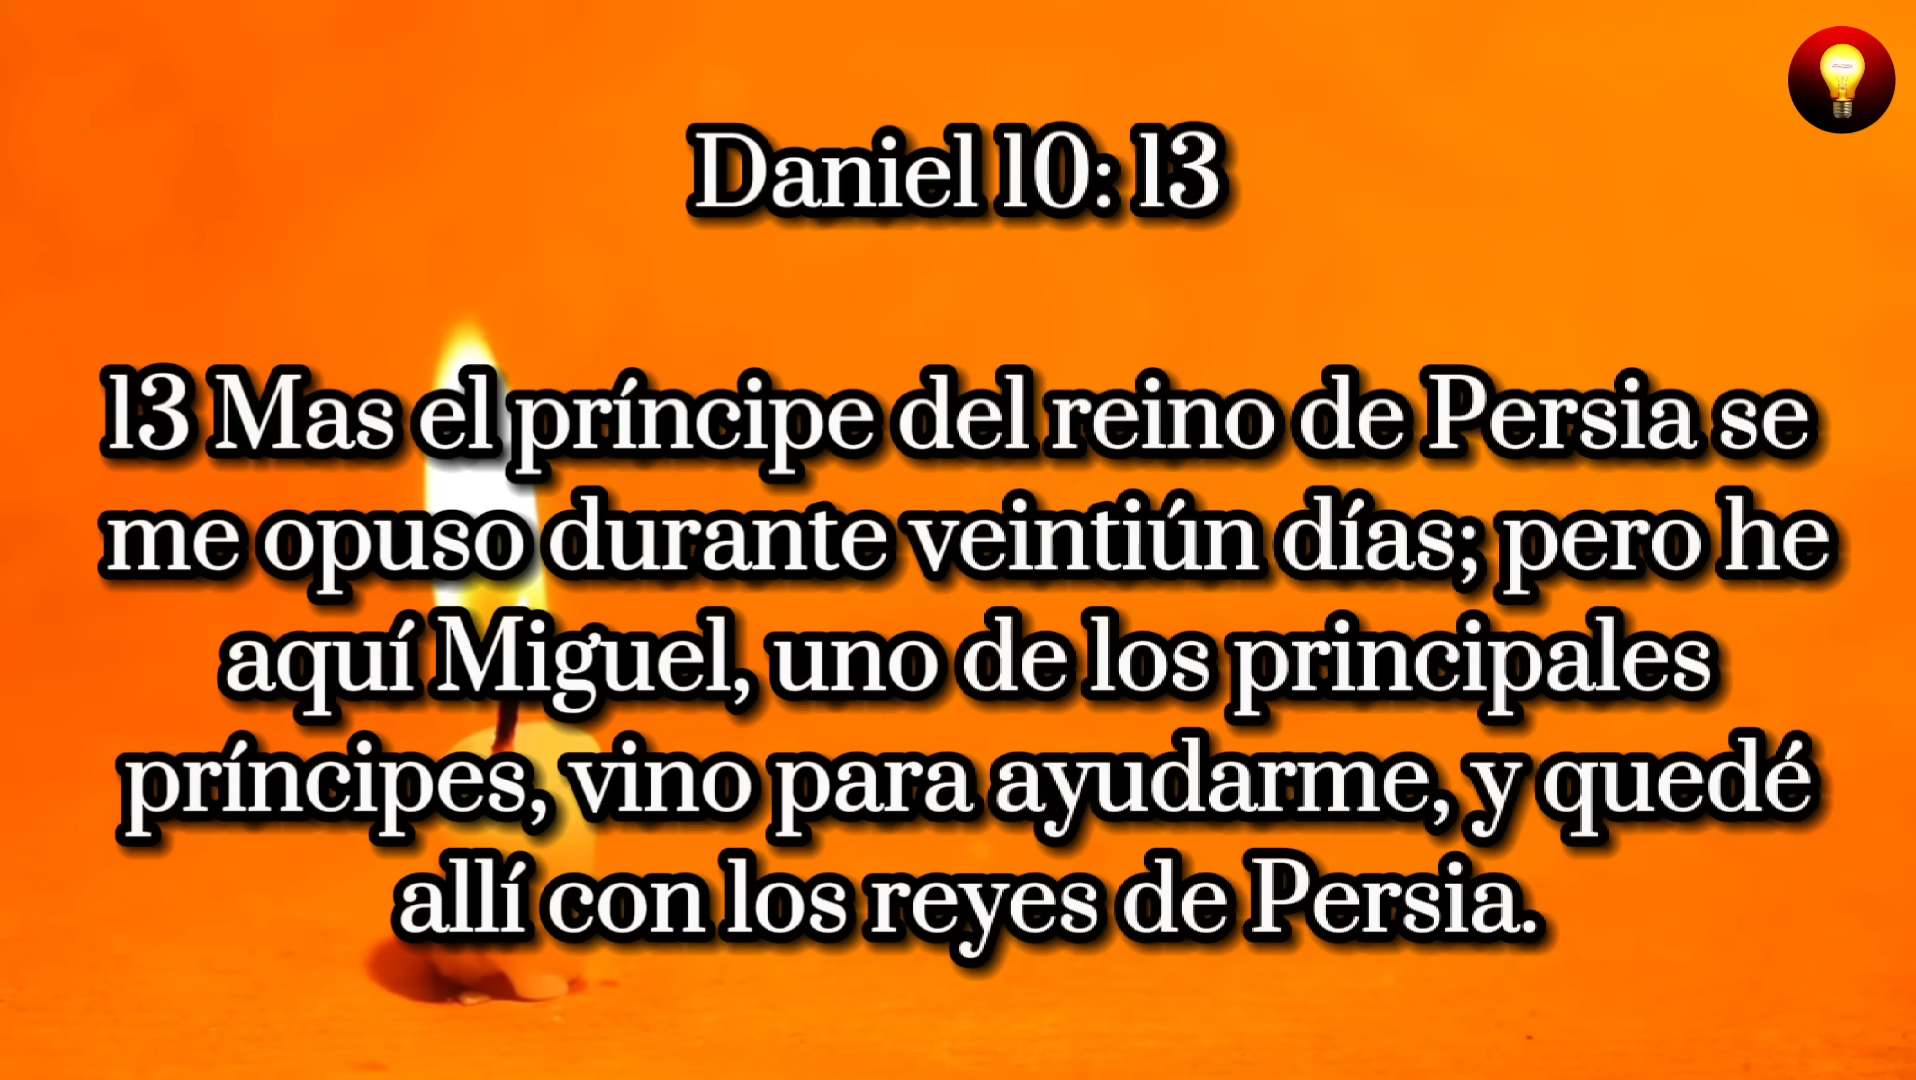 Daniel 10: 13
13 Mas el príncipe del reino de Persia se
me opuso durante veintiún días; pero he
aquí Miguel, uno de los principales
príncipes, vino para ayudarme, y quedé
allí con los reyes de Persia.